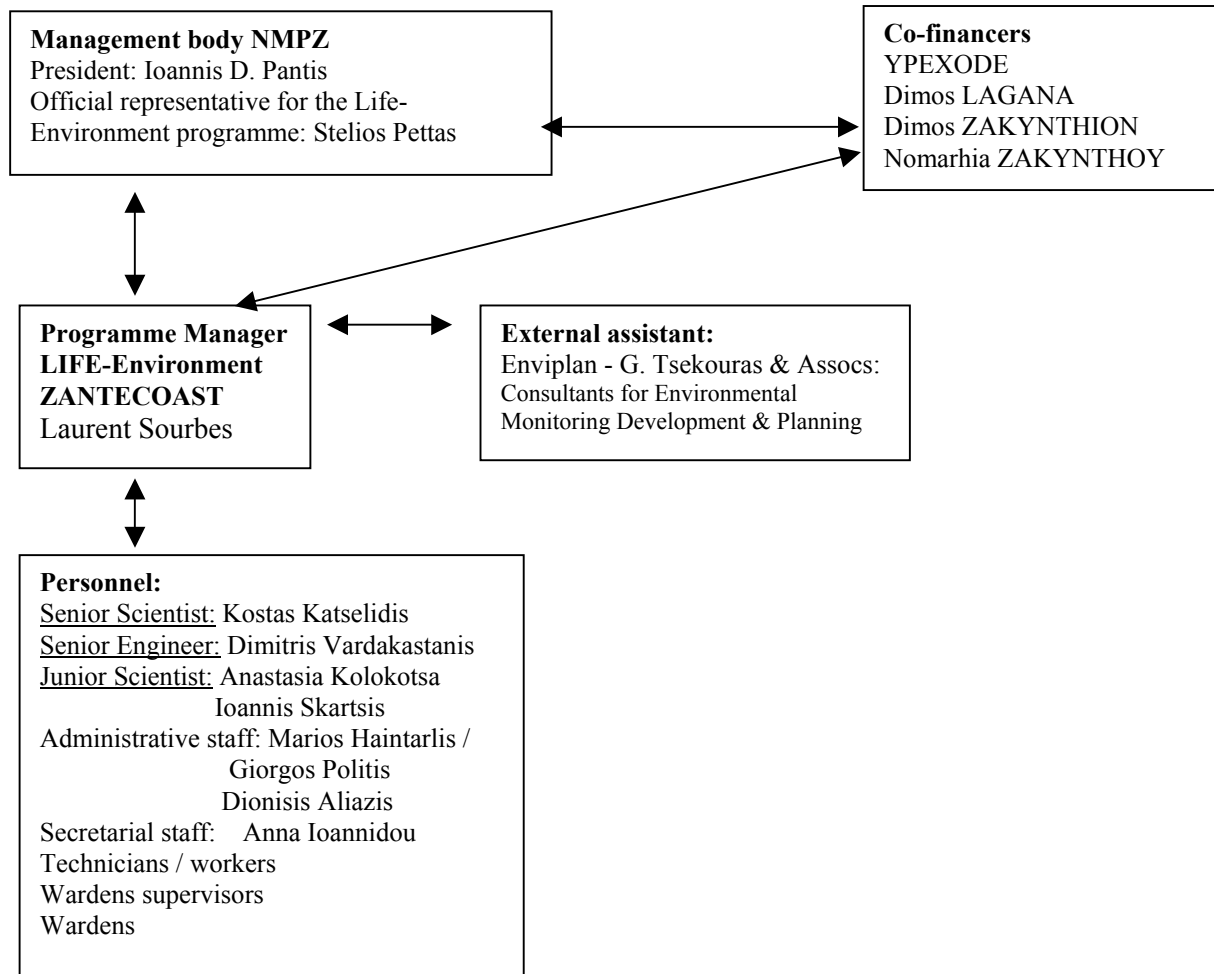 Management body NMPZ
President: Ioannis D. Pantis
Official representative for the Life-
Environment programme: Stelios Pettas
Co-financers
YPEXODE
Dimos LAGANA
Dimos ZAKYNTHION
Nomarhia ZAKYNTHOY
Programme Manager
LIFE-Environment
ZANTECOAST
Laurent Sourbes
External assistant:
Enviplan - G. Tsekouras & Assocs:
Consultants for Environmental
Monitoring Development & Planning
Personnel:
Senior Scientist: Kostas Katselidis
Senior Engineer: Dimitris Vardakastanis
Junior Scientist: Anastasia Kolokotsa
Ioannis Skartsis
Administrative staff: Marios Haintarlis /
Giorgos Politis
Dionisis Aliazis
Secretarial staff: Anna Ioannidou
Technicians / workers
Wardens supervisors
Wardens